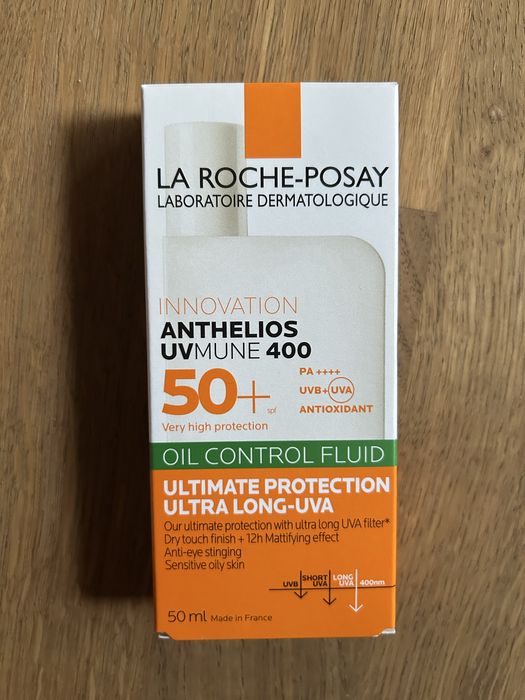 LA ROCHE-POSAY
LABORATOIRE DERMATOLOGIQUE
INNOVATION
ANTHELIOS
UVMUNE 400
50+ spf
Very high protection
PA ++++
UVB+UVA
ANTIOXIDANT
OIL CONTROL FLUID
ULTIMATE PROTECTION
ULTRA LONG-UVA
Our ultimate protection with ultra long UVA filter*
Dry touch finish + 12h Mattifying effect
Anti-eye stinging
Sensitive oily skin
UVB
SHORT UVA
LONG UVA
400nm
50 ml Made in France